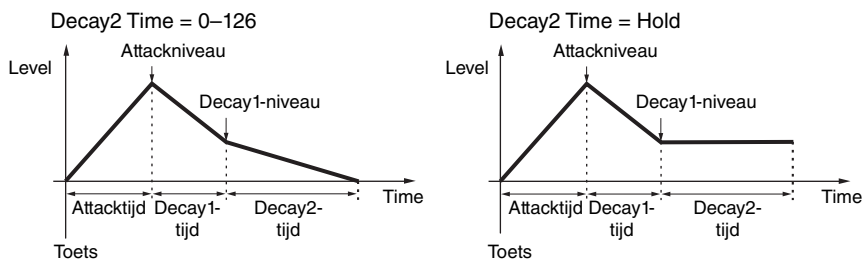 Decay2 Time = 0–126
Attackniveau
Level
Decay1-niveau
Time
Attacktijd
Decay1-
tijd
Decay2-
tijd
Toets
Decay2 Time = Hold
Attackniveau
Level
Decay1-niveau
Time
Attacktijd
Decay1-
tijd
Decay2-
tijd
Toets